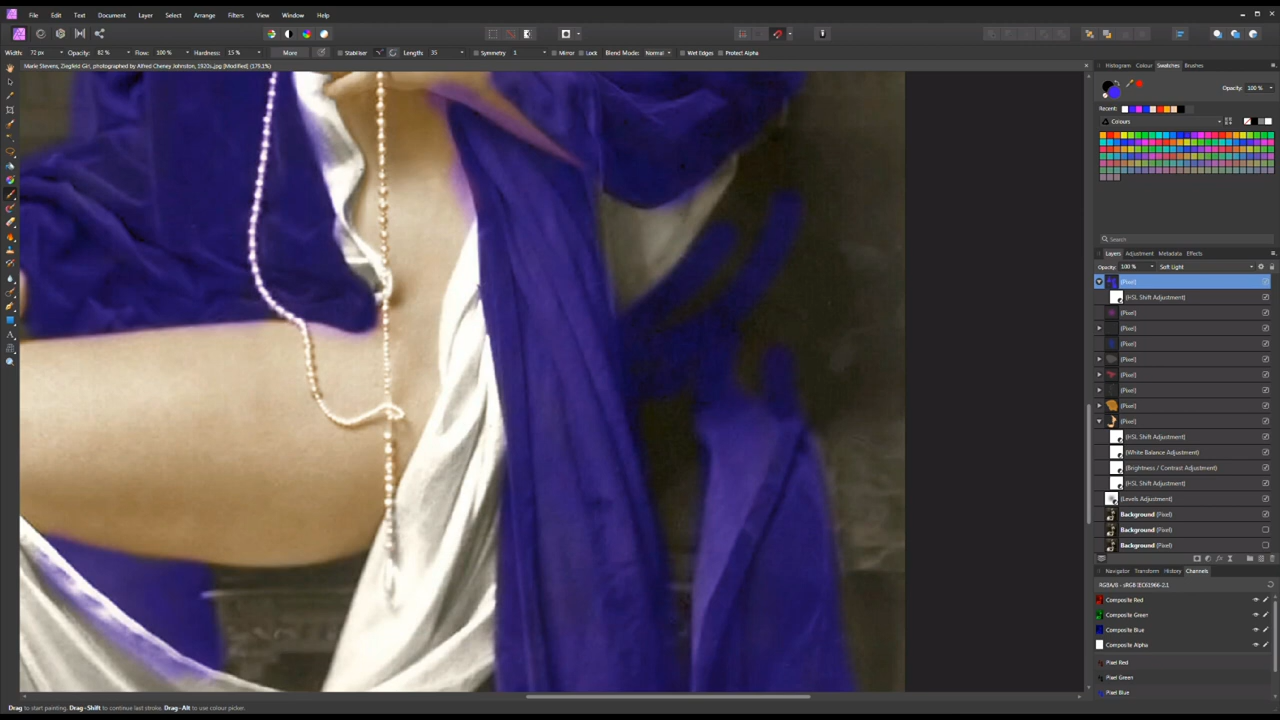 File Edit Text Document Layer Select Arrange Filters View Window Help
Width: 72 px Opacity: 82 % Flow: 100 % Hardness: 15 % More Stabiliser Length: 35 Symmetry 1 Mirror Lock Blend Mode: Normal Wet Edges Protect Alpha
Marie Stevens, Ziegfeld Girl, photographed by Alfred Cheney Johnston, 1920s.jpg [Modified] (175.1%)
Histogram Colour Swatches Brushes
Opacity: 100 %
Recent:
Colours
Search
Layers Adjustment Metadata Effects
Opacity: 100 % Soft Light
(Pixel)
(HSL Shift Adjustment)
(Pixel)
(Pixel)
(Pixel)
(Pixel)
(Pixel)
(Pixel)
(Pixel)
(Pixel)
(HSL Shift Adjustment)
(White Balance Adjustment)
(Brightness / Contrast Adjustment)
(HSL Shift Adjustment)
(Levels Adjustment)
Background (Pixel)
Background (Pixel)
Background (Pixel)
Navigator Transform History Channels
RGBA/8 - sRGB IEC61966-2.1
Composite Red
Composite Green
Composite Blue
Composite Alpha
Pixel Red
Pixel Green
Pixel Blue
Drag to start painting. Drag+Shift to continue last stroke. Drag+Alt to use colour picker.